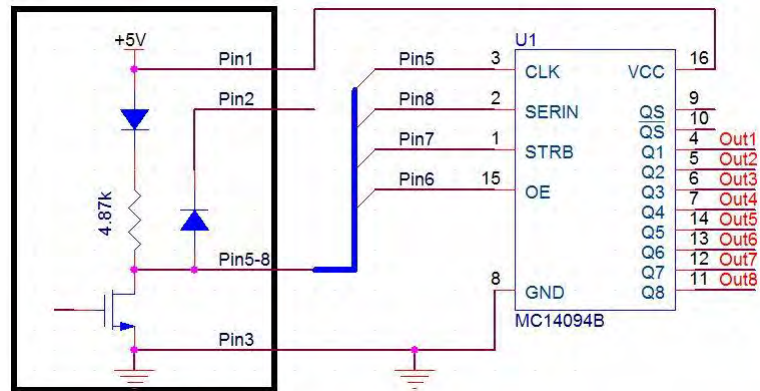 +5V
Pin1
Pin2
4.87k
Pin5-8
Pin3
U1
Pin5 3 CLK VCC 16
Pin8 2 SERIN QS 9
QS 10
Pin7 1 STRB Q1 4 Out1
Q2 5 Out2
Pin6 15 OE Q3 6 Out3
Q4 7 Out4
Q5 14 Out5
Q6 13 Out6
Q7 12 Out7
8 GND Q8 11 Out8
MC14094B